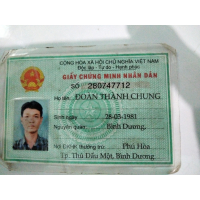 CỘNG HÒA XÃ HỘI CHỦ NGHĨA VIỆT NAM
Độc lập - Tự do - Hạnh phúc
GIẤY CHỨNG MINH NHÂN DÂN
SỐ 280747712
Họ tên ĐOÀN THÀNH CHUNG
Sinh ngày 28-03-1981
Nguyên quán Bình Dương,
Nơi ĐKHK thường trú Phú Hòa
Tp. Thủ Dầu Một, Bình Dương